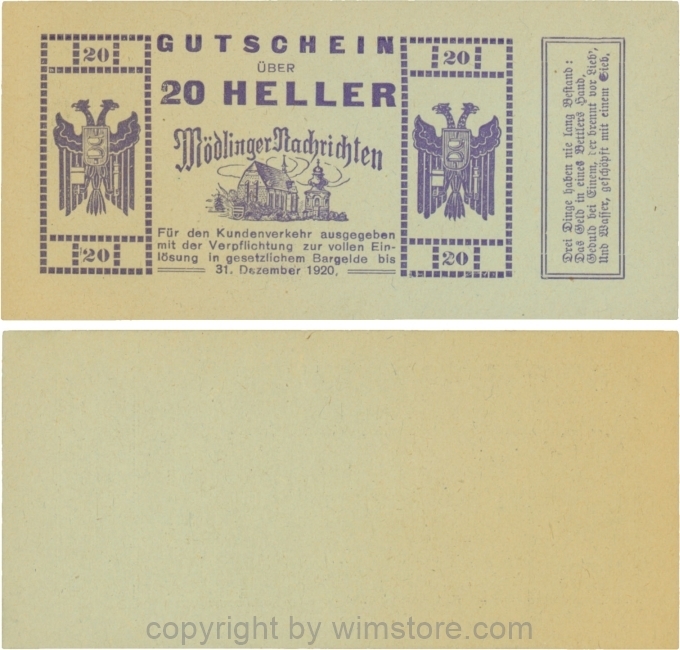 20
20
GUTSCHEIN
ÜBER
20 HELLER
Mödlinger Nachrichten
Für den Kundenverkehr ausgegeben
mit der Verpflichtung zur vollen Ein-
lösung in gesetzlichem Bargelde bis
31. Dezember 1920.
20
20
Drei Dinge haben nie lang Bestand:
Das Geld in eines Bettlers Hand,
Geduld bei Einem, der brennt vor Lieb',
Und Wasser, geschöpft mit einem Sieb.
copyright by wimstore.com